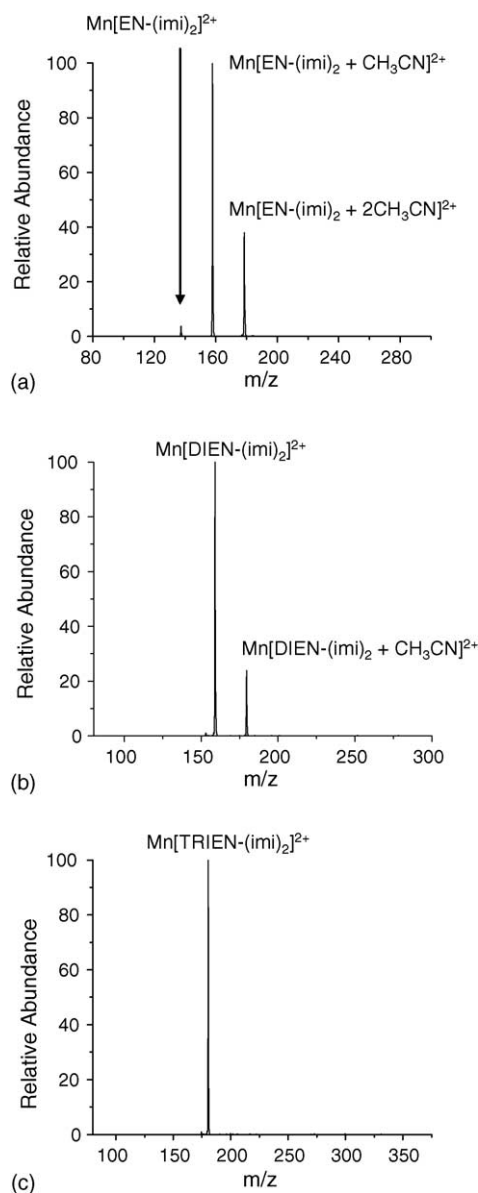 Mn[EN-(imi)₂]²⁺
Mn[EN-(imi)₂ + CH₃CN]²⁺
Mn[EN-(imi)₂ + 2CH₃CN]²⁺
Relative Abundance
100
80
60
40
20
0
80 120 160 200 240 280
m/z
(a)
Mn[DIEN-(imi)₂]²⁺
Mn[DIEN-(imi)₂ + CH₃CN]²⁺
Relative Abundance
100
80
60
40
20
0
100 150 200 250 300
m/z
(b)
Mn[TRIEN-(imi)₂]²⁺
Relative Abundance
100
80
60
40
20
0
100 150 200 250 300 350
m/z
(c)